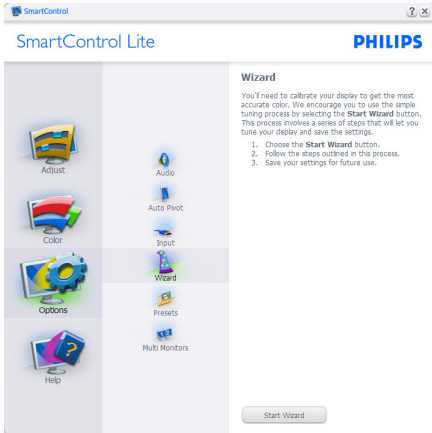 SmartControl
? X
SmartControl Lite
PHILIPS
Adjust
Color
Options
Help
Audio
Auto Pivot
Input
Wizard
Presets
Multi Monitors
Wizard
You'll need to calibrate your display to get the most
accurate color. We encourage you to use the simple
tuning process by selecting the Start Wizard button.
This process involves a series of steps that will let you
tune your display and save the settings.
1. Choose the Start Wizard button.
2. Follow the steps outlined in this process.
3. Save your settings for future use.
Start Wizard